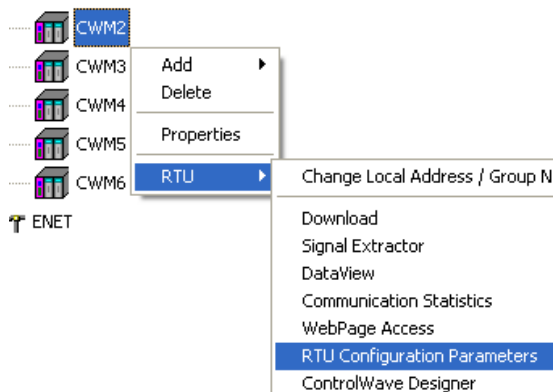 CWM2
CWM3
CWM4
CWM5
CWM6
ENET
Add
Delete
Properties
RTU
Change Local Address / Group N
Download
Signal Extractor
DataView
Communication Statistics
WebPage Access
RTU Configuration Parameters
ControlWave Designer